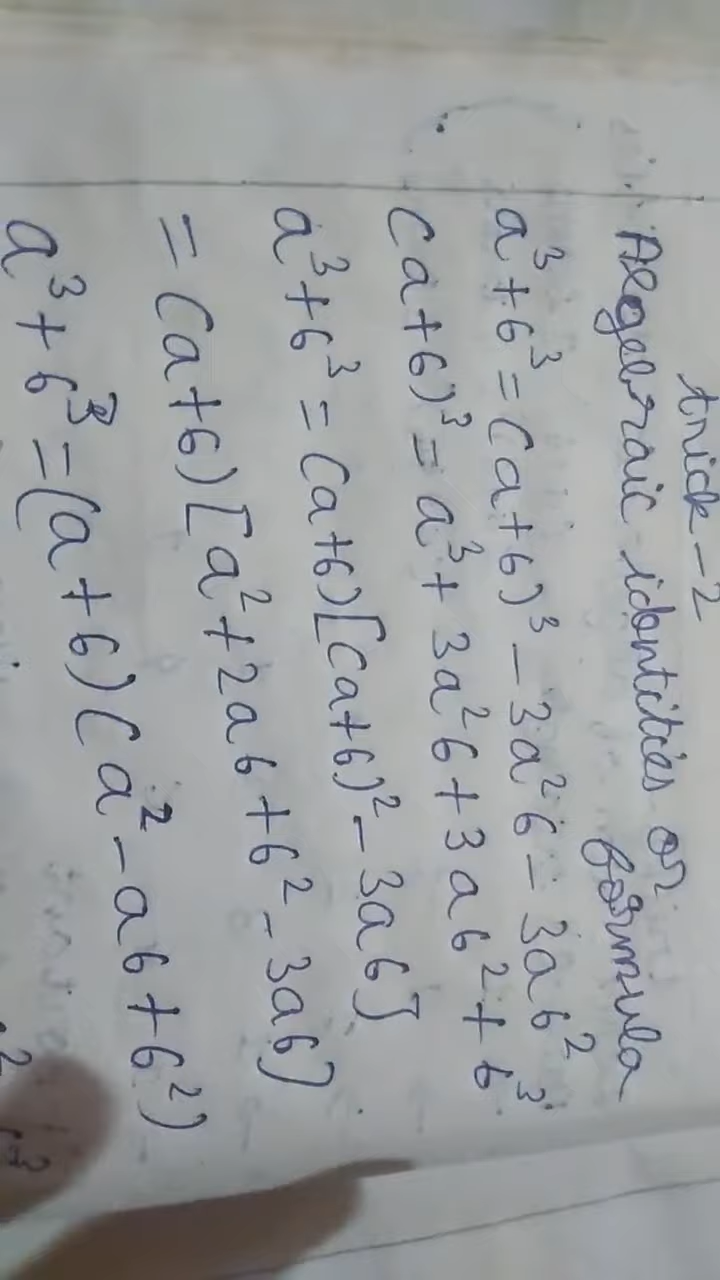 trick-2
Algebraic identities or formula
a³+b³=(a+b)³-3a²b-3ab²
(a+b)³=a³+3a²b+3ab²+b³
a³+b³=(a+b)[(a+b)²-3ab]
=(a+b)[a²+2ab+b²-3ab]
a³+b³=(a+b)(a²-ab+b²)